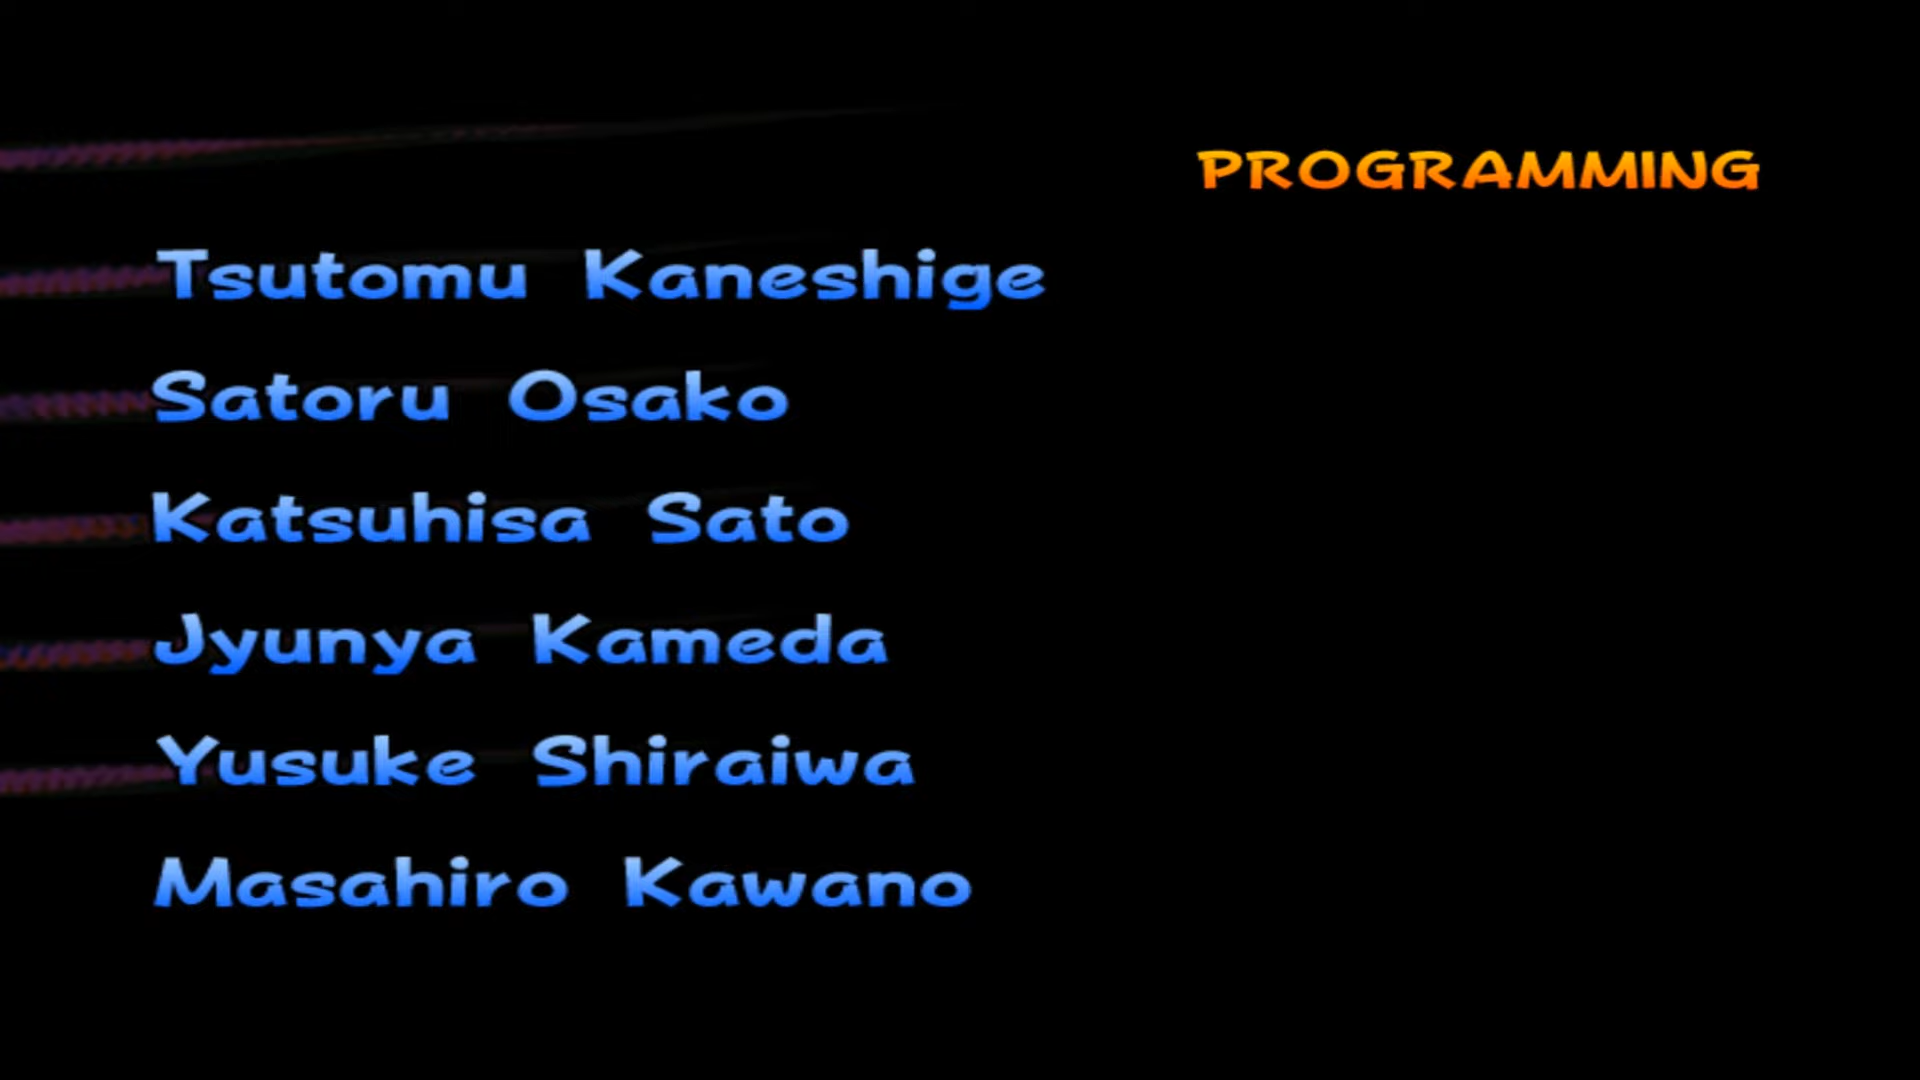 PROGRAMMING
Tsutomu Kaneshige
Satoru Osako
Katsuhisa Sato
Jyunya Kameda
Yusuke Shiraiwa
Masahiro Kawano